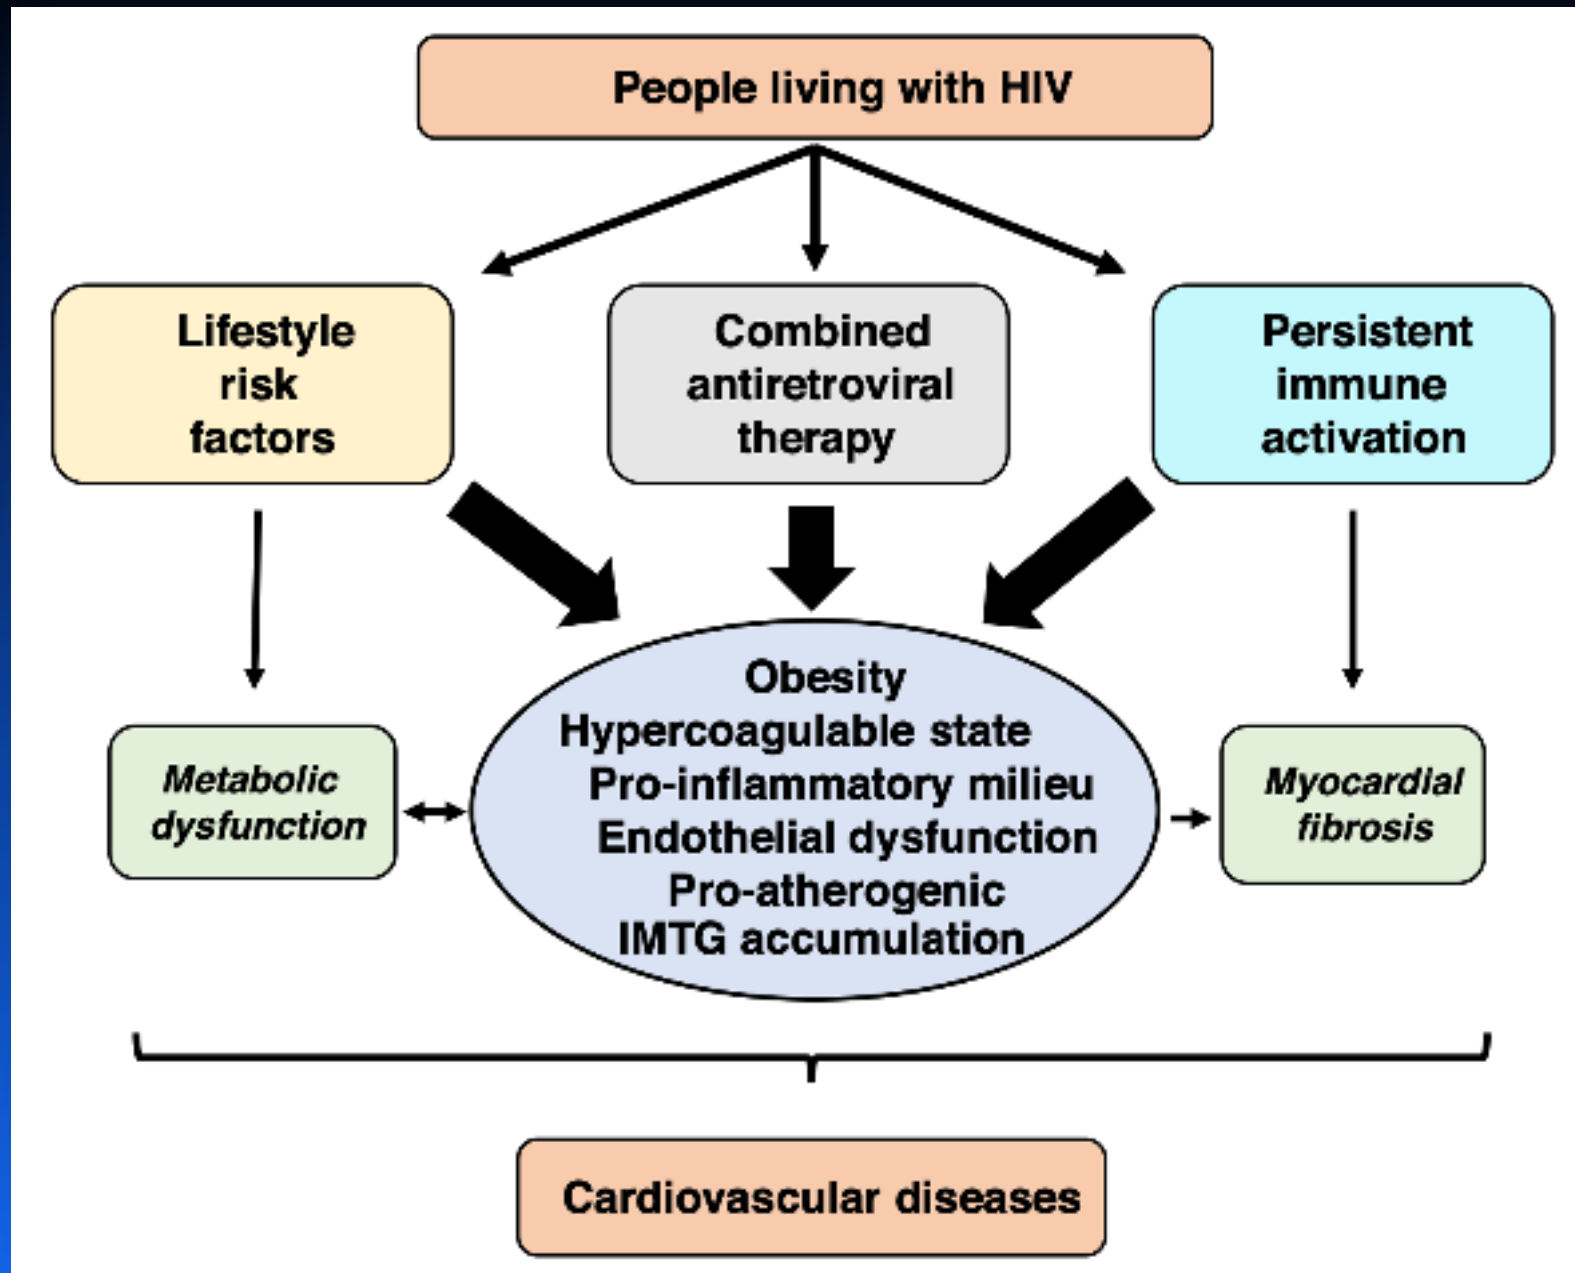 People living with HIV
Lifestyle
risk
factors
Combined
antiretroviral
therapy
Persistent
immune
activation
Obesity
Hypercoagulable state
Pro-inflammatory milieu
Endothelial dysfunction
Pro-atherogenic
IMTG accumulation
Metabolic
dysfunction
Myocardial
fibrosis
Cardiovascular diseases